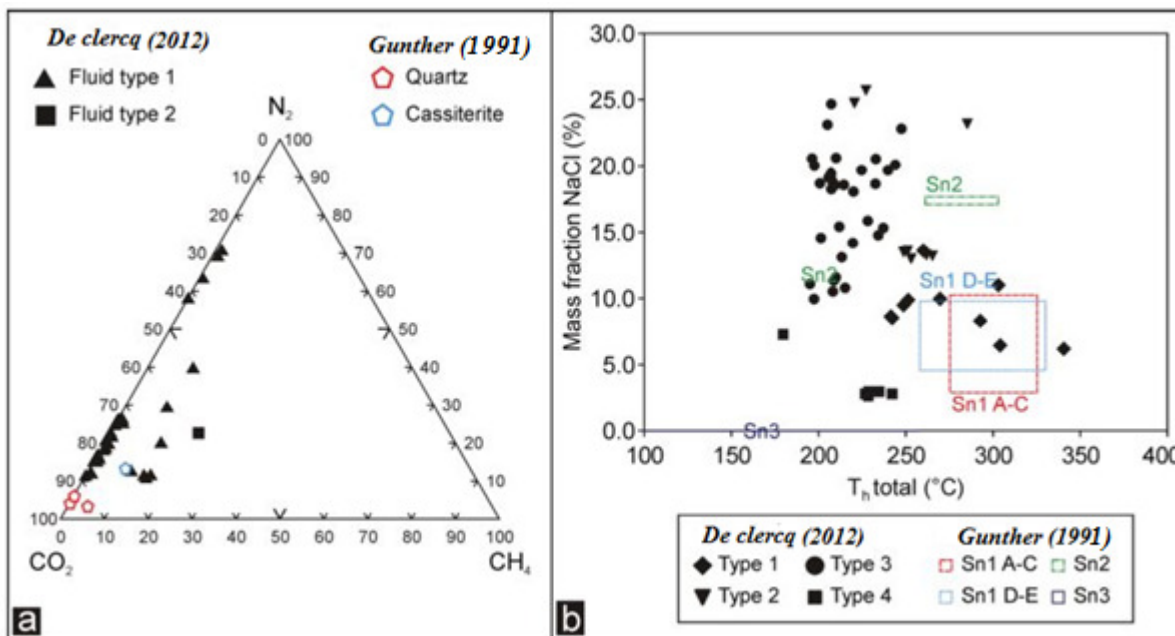 De clercq (2012)
Gunther (1991)
Fluid type 1
Quartz
Fluid type 2
Cassiterite
N2
0 100
10 90
20 80
30 70
40 60
50 50
60 40
70 30
80 20
90 10
100
0 10 20 30 40 50 60 70 80 90 100
CO2
CH4
a
30.0
25.0
20.0
15.0
10.0
5.0
0.0
Mass fraction NaCl (%)
Sn2
Sn2
Sn1 D-E
Sn1 A-C
Sn3
100 150 200 250 300 350 400
Th total (°C)
De clercq (2012) Gunther (1991)
Type 1 Type 3 Sn1 A-C Sn2
Type 2 Type 4 Sn1 D-E Sn3
b